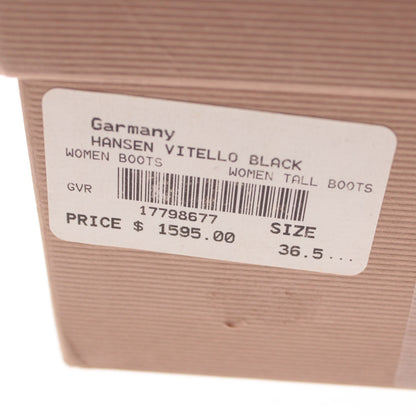 Garmany
HANSEN VITELLO BLACK
WOMEN BOOTS WOMEN TALL BOOTS
GVR
17798677
PRICE $ 1595.00 SIZE
36.5...